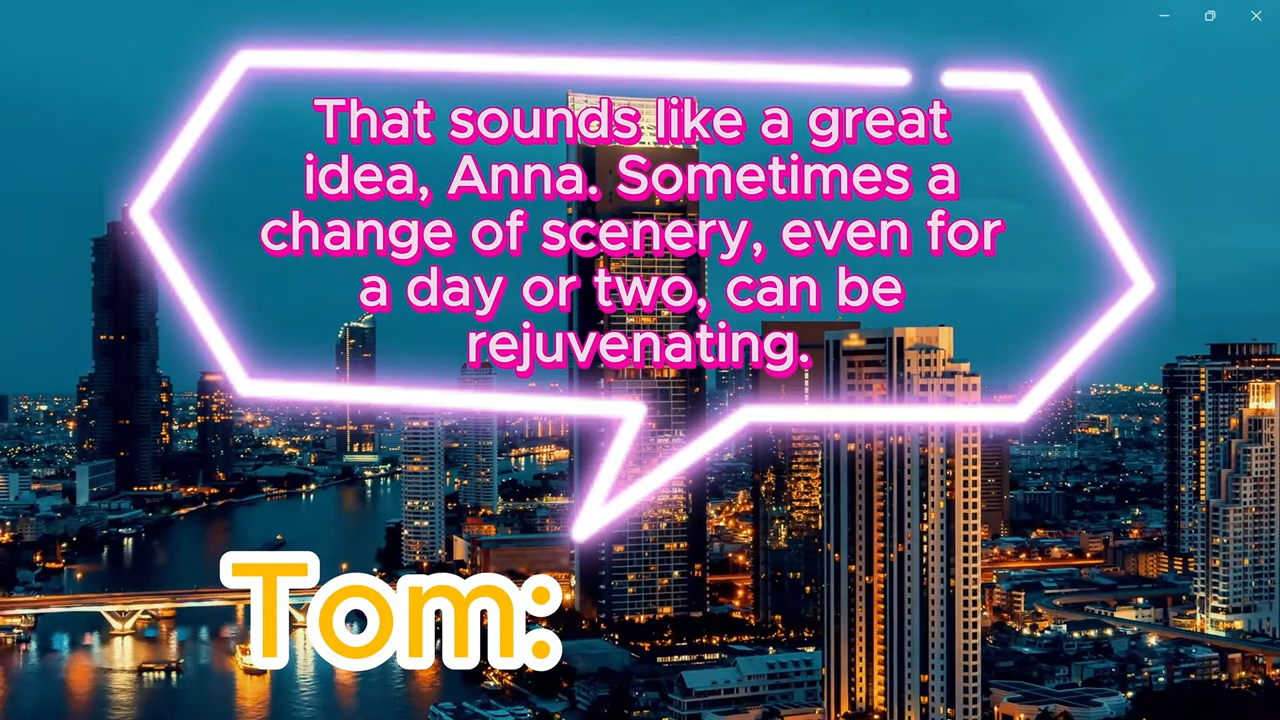 That sounds like a great
idea, Anna. Sometimes a
change of scenery, even for
a day or two, can be
rejuvenating.
Tom: